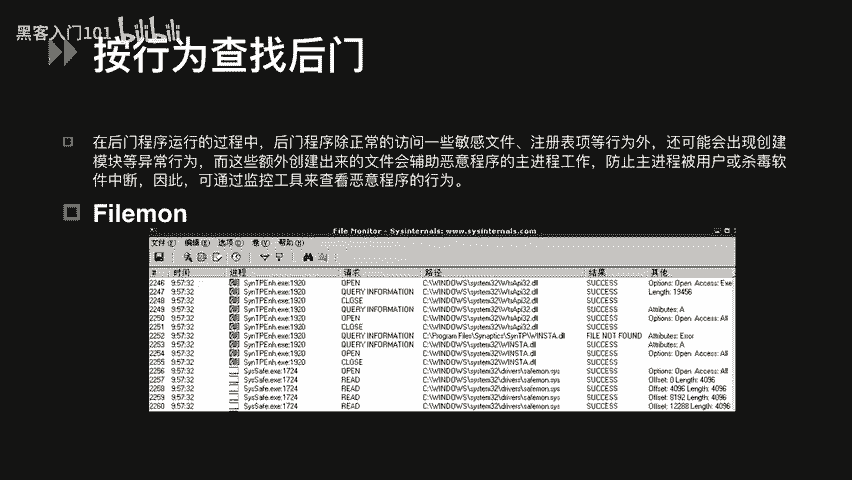 黑客入门101 bilibili
按行为查找后门
在后门程序运行的过程中，后门程序除正常的访问一些敏感文件、注册表项等行为外，还可能会出现创建
模块等异常行为，而这些额外创建出来的文件会辅助恶意程序的主进程工作，防止主进程被用户或杀毒软
件中断，因此，可通过监控工具来查看恶意程序的行为。
Filemon
File Monitor - Sysinternals: www.sysinternals.com
文件(F) 编辑(E) 选项(O) 卷(V) 帮助(H)
# 时间 进程 请求 路径 结果 其他
2246 9:57:32 SynTPEnh.exe:1920 OPEN C:\WINDOWS\system32\WtsApi32.dll SUCCESS Options: Open Access: Exe
2247 9:57:32 SynTPEnh.exe:1920 QUERY INFORMATION C:\WINDOWS\system32\WtsApi32.dll SUCCESS Length: 19456
2248 9:57:32 SynTPEnh.exe:1920 CLOSE C:\WINDOWS\system32\WtsApi32.dll SUCCESS
2249 9:57:32 SynTPEnh.exe:1920 QUERY INFORMATION C:\WINDOWS\system32\WtsApi32.dll SUCCESS Attributes: A
2250 9:57:32 SynTPEnh.exe:1920 OPEN C:\WINDOWS\system32\WtsApi32.dll SUCCESS Options: Open Access: All
2251 9:57:32 SynTPEnh.exe:1920 CLOSE C:\WINDOWS\system32\WtsApi32.dll SUCCESS
2252 9:57:32 SynTPEnh.exe:1920 QUERY INFORMATION C:\Program Files\Synaptics\SynTP\WINSTA.dll FILE NOT FOUND Attributes: Error
2253 9:57:32 SynTPEnh.exe:1920 QUERY INFORMATION C:\WINDOWS\system32\WINSTA.dll SUCCESS Attributes: A
2254 9:57:32 SynTPEnh.exe:1920 OPEN C:\WINDOWS\system32\WINSTA.dll SUCCESS Options: Open Access: All
2255 9:57:32 SynTPEnh.exe:1920 CLOSE C:\WINDOWS\system32\WINSTA.dll SUCCESS
2256 9:57:32 SysSafe.exe:1724 OPEN C:\WINDOWS\system32\drivers\safemon.sys SUCCESS Options: Open Access: All
2257 9:57:32 SysSafe.exe:1724 READ C:\WINDOWS\system32\drivers\safemon.sys SUCCESS Offset: 0 Length: 4096
2258 9:57:32 SysSafe.exe:1724 READ C:\WINDOWS\system32\drivers\safemon.sys SUCCESS Offset: 4096 Length: 4096
2259 9:57:32 SysSafe.exe:1724 READ C:\WINDOWS\system32\drivers\safemon.sys SUCCESS Offset: 8192 Length: 4096
2260 9:57:32 SysSafe.exe:1724 READ C:\WINDOWS\system32\drivers\safemon.sys SUCCESS Offset: 12288 Length: 4096